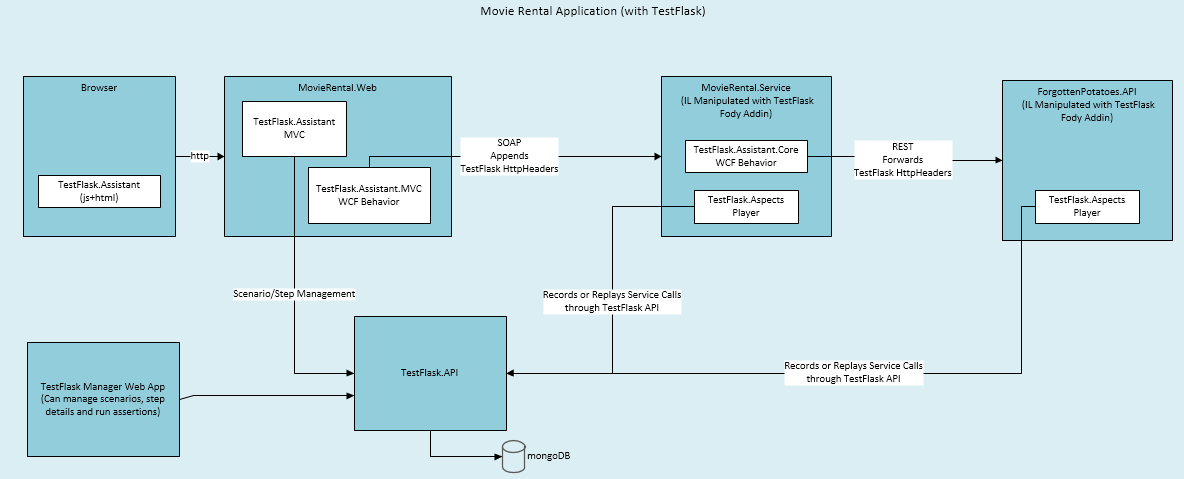 Movie Rental Application (with TestFlask)
Browser
TestFlask.Assistant
(js+html)
http
MovieRental.Web
TestFlask.Assistant
MVC
TestFlask.Assistant.MVC
WCF Behavior
SOAP
Appends
TestFlask HttpHeaders
MovieRental.Service
(IL Manipulated with TestFlask
Fody Addin)
TestFlask.Assistant.Core
WCF Behavior
TestFlask.Aspects
Player
REST
Forwards
TestFlask HttpHeaders
ForgottenPotatoes.API
(IL Manipulated with TestFlask
Fody Addin)
TestFlask.Aspects
Player
Scenario/Step Management
Records or Replays Service Calls
through TestFlask API
Records or Replays Service Calls
through TestFlask API
TestFlask Manager Web App
(Can manage scenarios, step
details and run assertions)
TestFlask.API
mongoDB